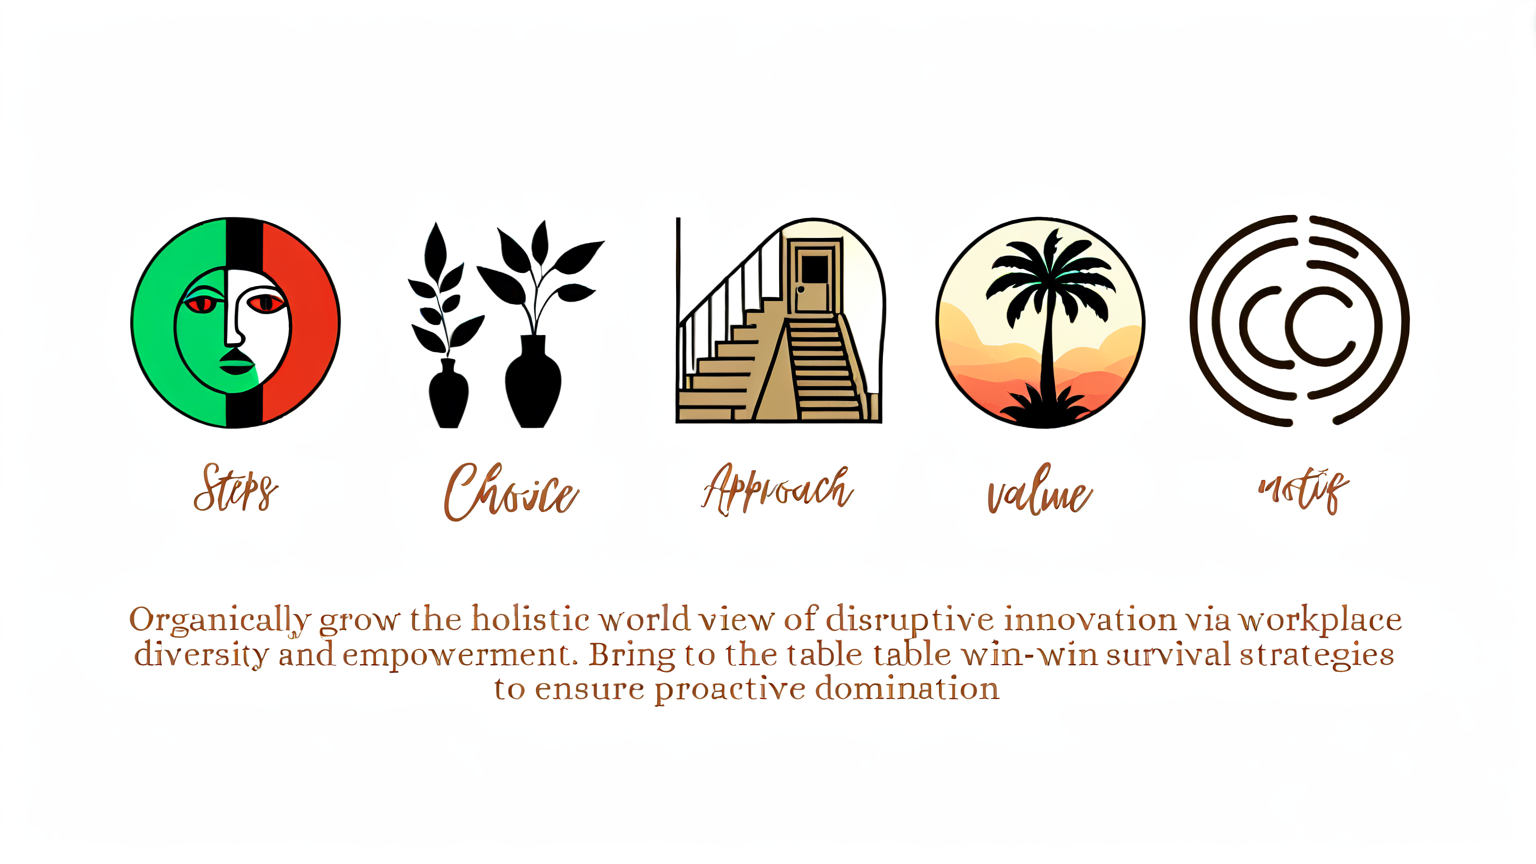 Steps
Choice
Approach
value
motif
Organically grow the holistic world view of disruptive innovation via workplace
diversity and empowerment. Bring to the table table win-win survival strategies
to ensure proactive domination